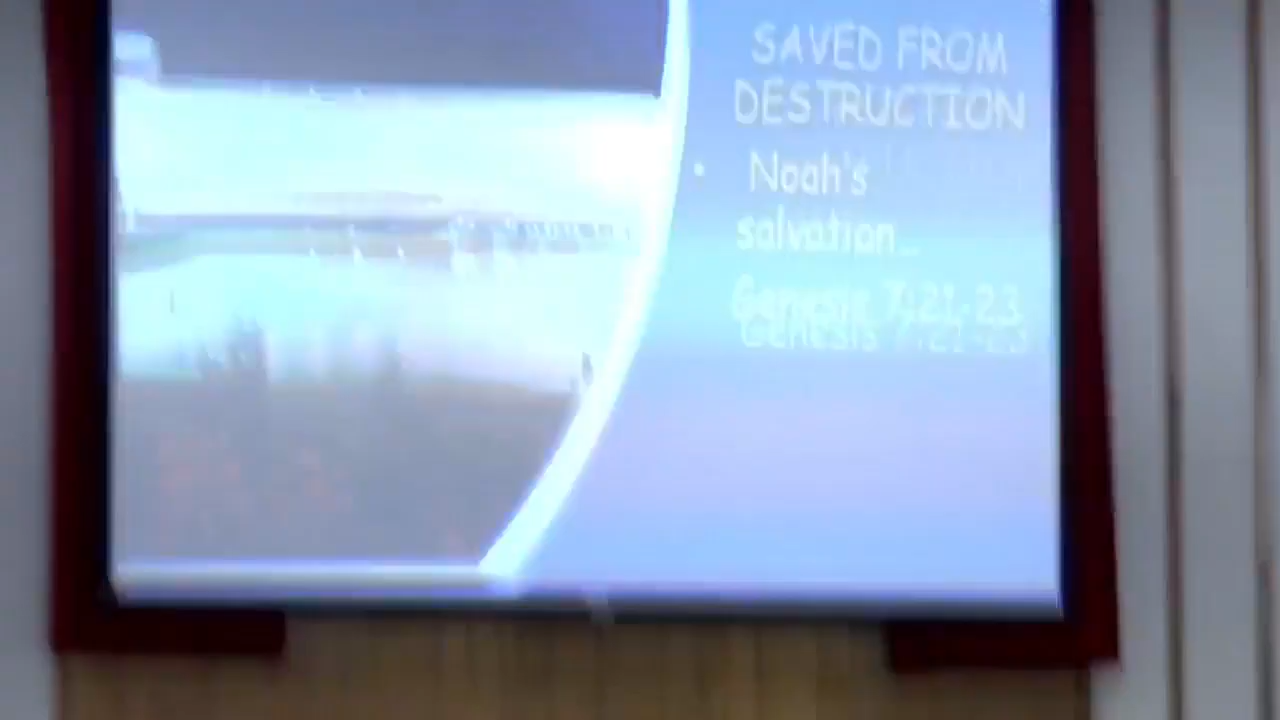 SAVED FROM
DESTRUCTION
• Noah's
salvation...
Genesis 7:21-23